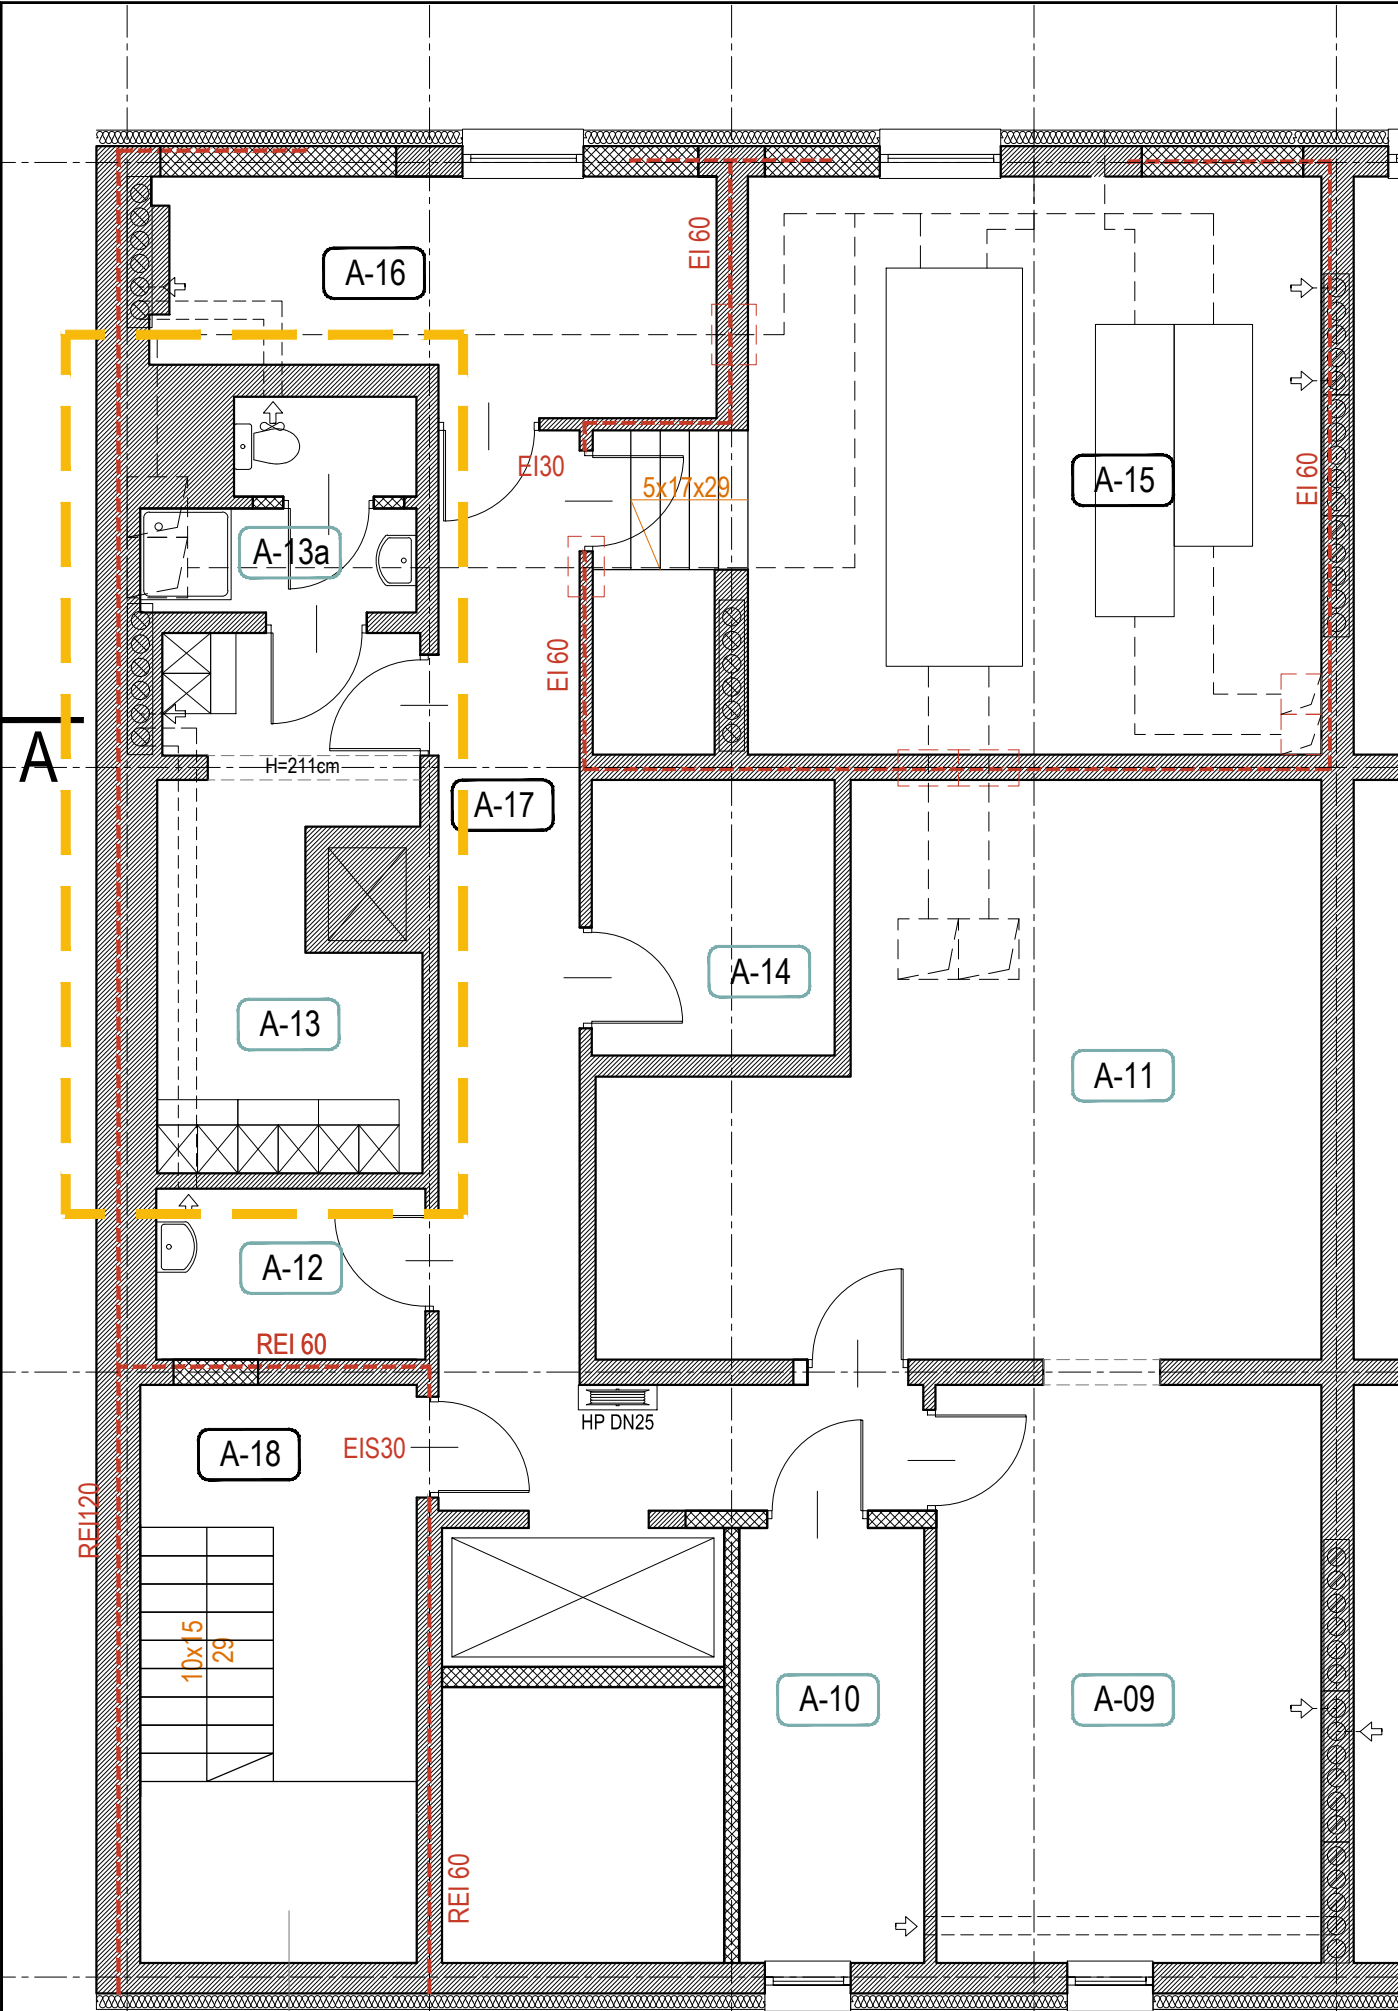 EI 60
A-16
EI30
5x17x29
A-15
EI 60
A-13a
EI 60
A
H=211cm
A-17
A-14
A-13
A-11
A-12
REI 60
HP DN25
A-18
EIS30
REI120
10x15
29
A-10
A-09
REI 60